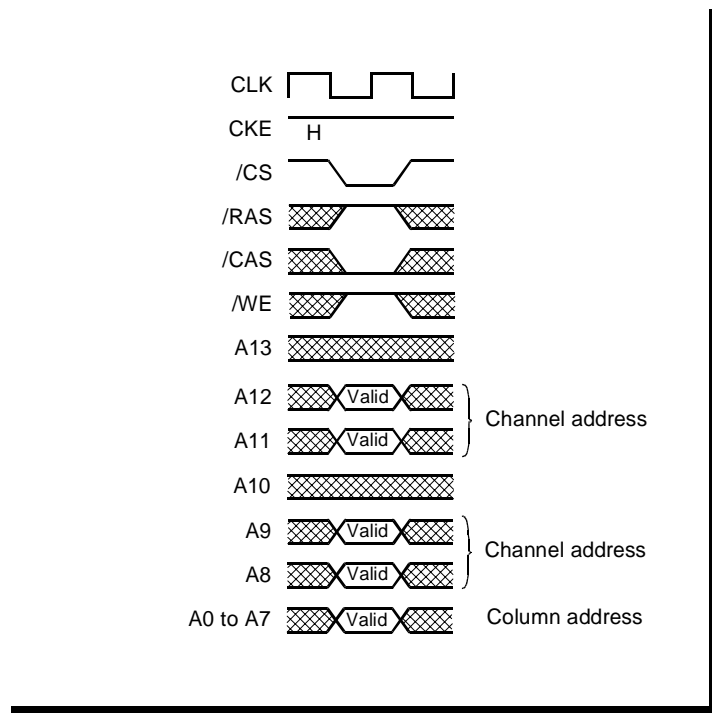 CLK
CKE H
/CS
/RAS
/CAS
/WE
A13
A12 Valid
Channel address
A11 Valid
A10
A9 Valid
Channel address
A8 Valid
A0 to A7 Valid Column address